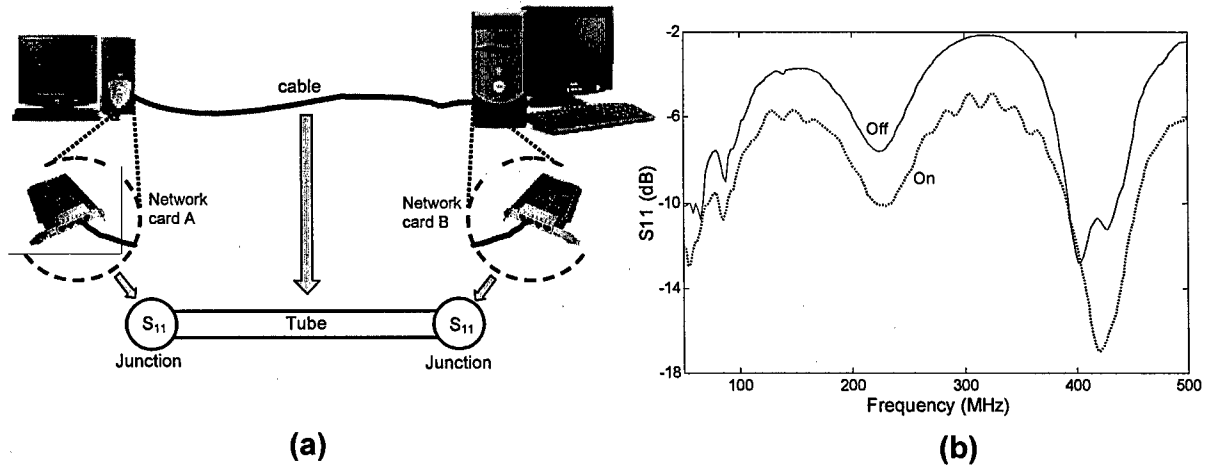 cable
Network
card A
Network
card B
S11
Tube
S11
Junction
Junction
(a)
-2
-6
-10
-14
-18
S11 (dB)
Off
On
100
200
300
400
500
Frequency (MHz)
(b)